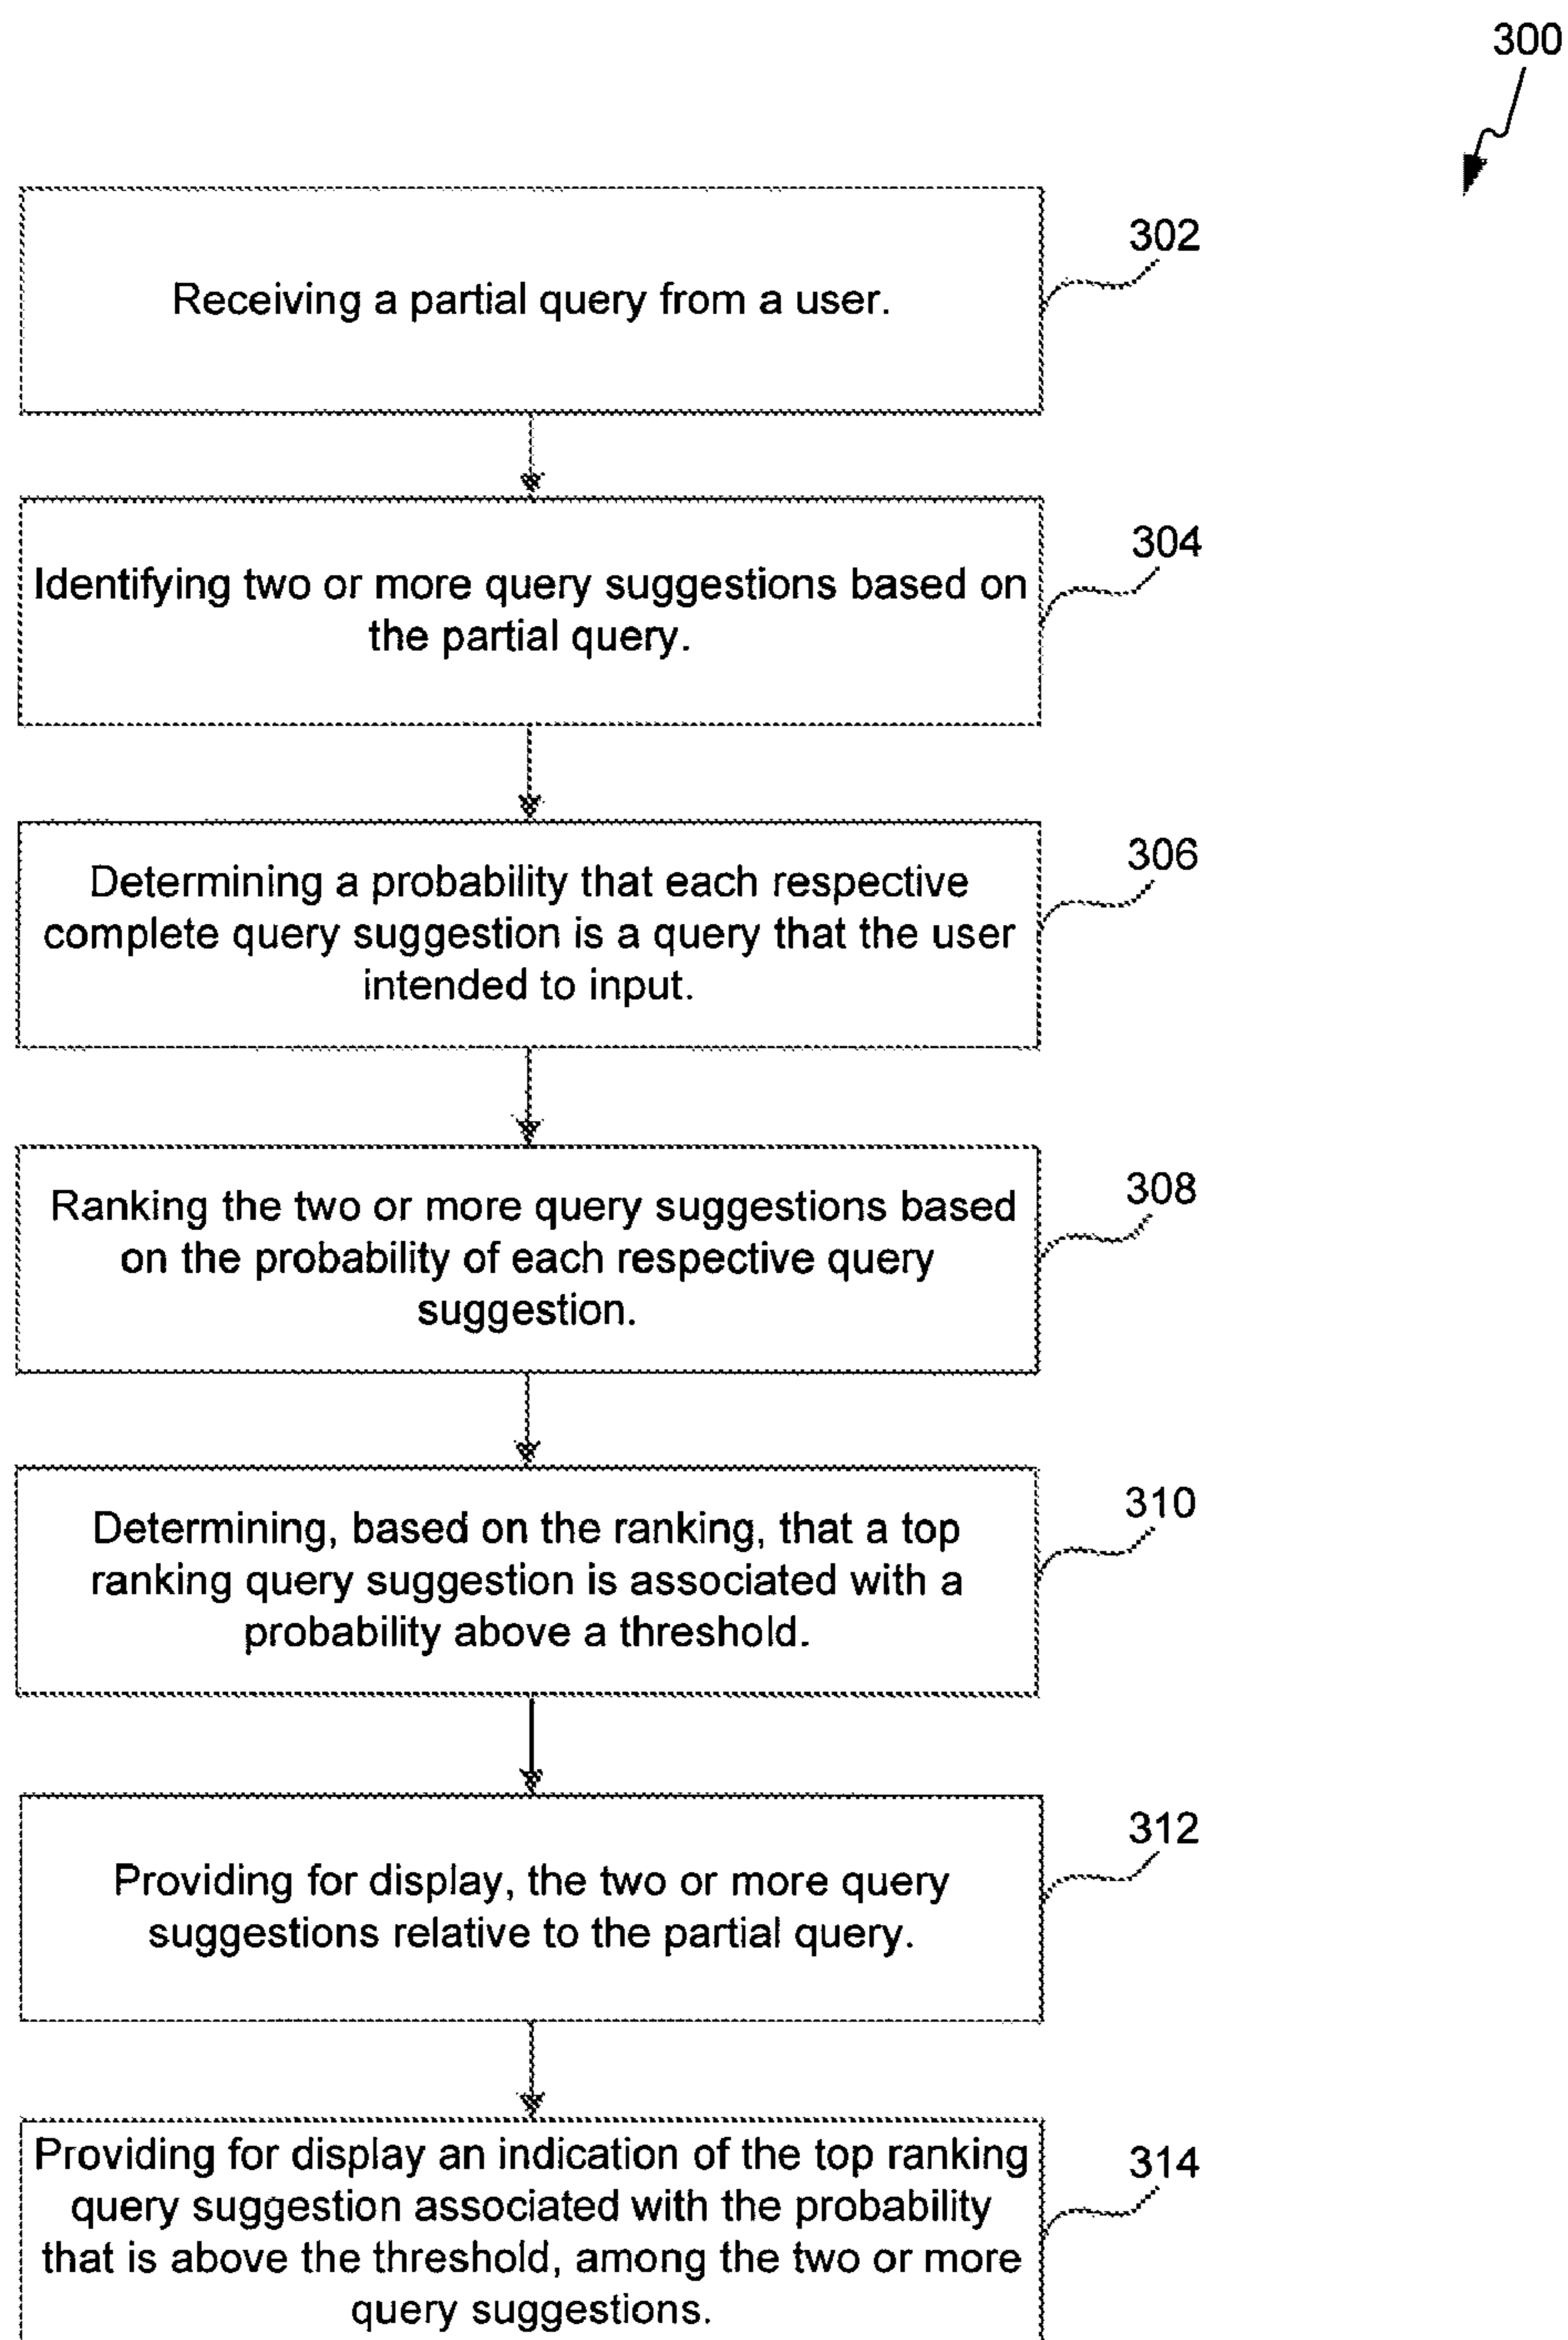 300
302
Receiving a partial query from a user.
304
Identifying two or more query suggestions based on
the partial query.
306
Determining a probability that each respective
complete query suggestion is a query that the user
intended to input.
308
Ranking the two or more query suggestions based
on the probability of each respective query
suggestion.
310
Determining, based on the ranking, that a top
ranking query suggestion is associated with a
probability above a threshold.
312
Providing for display, the two or more query
suggestions relative to the partial query.
314
Providing for display an indication of the top ranking
query suggestion associated with the probability
that is above the threshold, among the two or more
query suggestions.